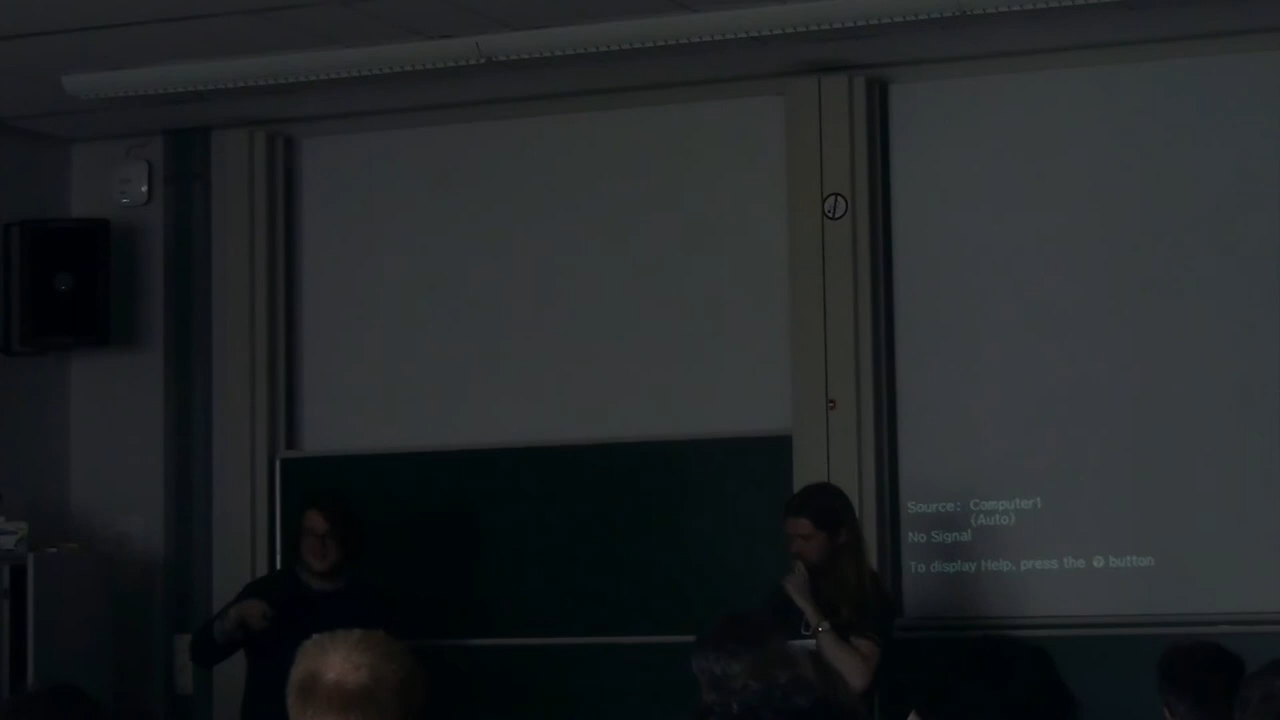 Source: Computer1
(Auto)
No Signal
To display Help, press the ? button